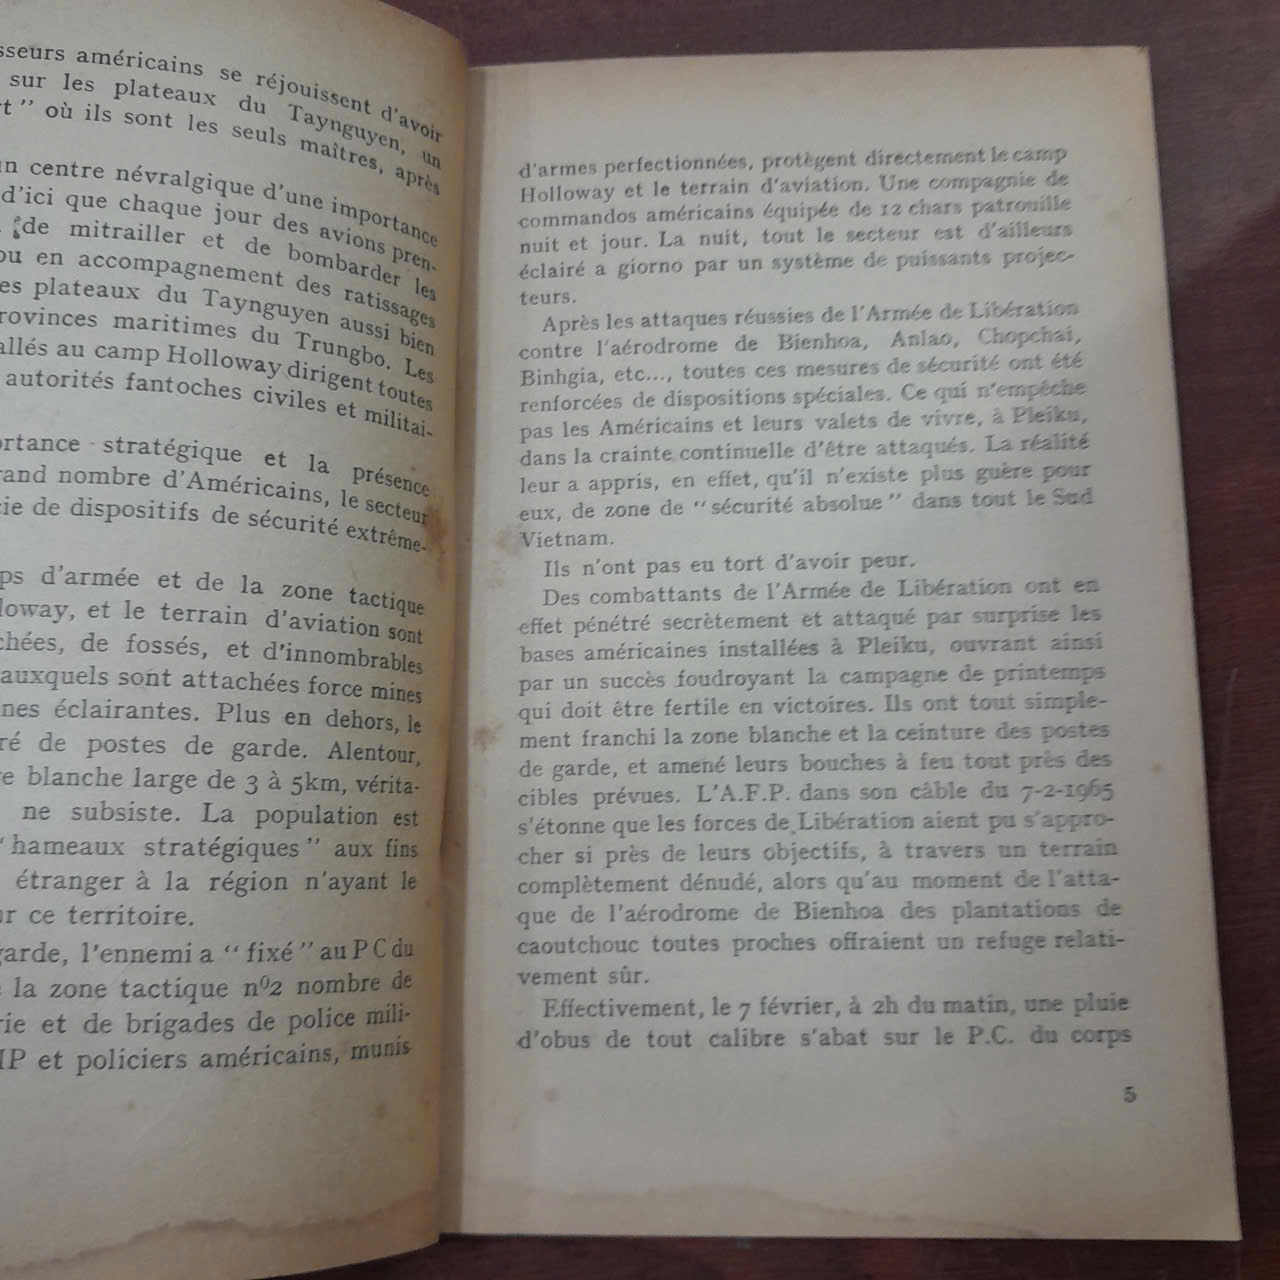 sseurs américains se réjouissent d'avoir
sur les plateaux du Taynguyen, un
rt" où ils sont les seuls maîtres, après
un centre névralgique d'une importance
d'ici que chaque jour des avions pren-
de mitrailler et de bombarder les
ou en accompagnement des ratissages
es plateaux du Taynguyen aussi bien
rovinces maritimes du Trungbo. Les
allés au camp Holloway dirigent toutes
autorités fantoches civiles et militai-
ortance stratégique et la présence
rand nombre d'Américains, le secteur
cie de dispositifs de sécurité extrême-
ps d'armée et de la zone tactique
lloway, et le terrain d'aviation sont
chées, de fossés, et d'innombrables
auxquels sont attachées force mines
nes éclairantes. Plus en dehors, le
ré de postes de garde. Alentour,
e blanche large de 3 à 5km, vérita-
ne subsiste. La population est
"hameaux stratégiques" aux fins
étranger à la région n'ayant le
ur ce territoire.
garde, l'ennemi a "fixé" au PC du
e la zone tactique nº2 nombre de
rie et de brigades de police mili-
MP et policiers américains, munis
d'armes perfectionnées, protègent directement le camp
Holloway et le terrain d'aviation. Une compagnie de
commandos américains équipée de 12 chars patrouille
nuit et jour. La nuit, tout le secteur est d'ailleurs
éclairé a giorno par un système de puissants projec-
teurs.
Après les attaques réussies de l'Armée de Libération
contre l'aérodrome de Bienhoa, Anlao, Chopchai,
Binhgia, etc..., toutes ces mesures de sécurité ont été
renforcées de dispositions spéciales. Ce qui n'empêche
pas les Américains et leurs valets de vivre, à Pleiku,
dans la crainte continuelle d'être attaqués. La réalité
leur a appris, en effet, qu'il n'existe plus guère pour
eux, de zone de "sécurité absolue" dans tout le Sud
Vietnam.
Ils n'ont pas eu tort d'avoir peur.
Des combattants de l'Armée de Libération ont en
effet pénétré secrètement et attaqué par surprise les
bases américaines installées à Pleiku, ouvrant ainsi
par un succès foudroyant la campagne de printemps
qui doit être fertile en victoires. Ils ont tout simple-
ment franchi la zone blanche et la ceinture des postes
de garde, et amené leurs bouches à feu tout près des
cibles prévues. L'A.F.P. dans son câble du 7-2-1965
s'étonne que les forces de Libération aient pu s'appro-
cher si près de leurs objectifs, à travers un terrain
complètement dénudé, alors qu'au moment de l'atta-
que de l'aérodrome de Bienhoa des plantations de
caoutchouc toutes proches offraient un refuge relati-
vement sûr.
Effectivement, le 7 février, à 2h du matin, une pluie
d'obus de tout calibre s'abat sur le P.C. du corps
5